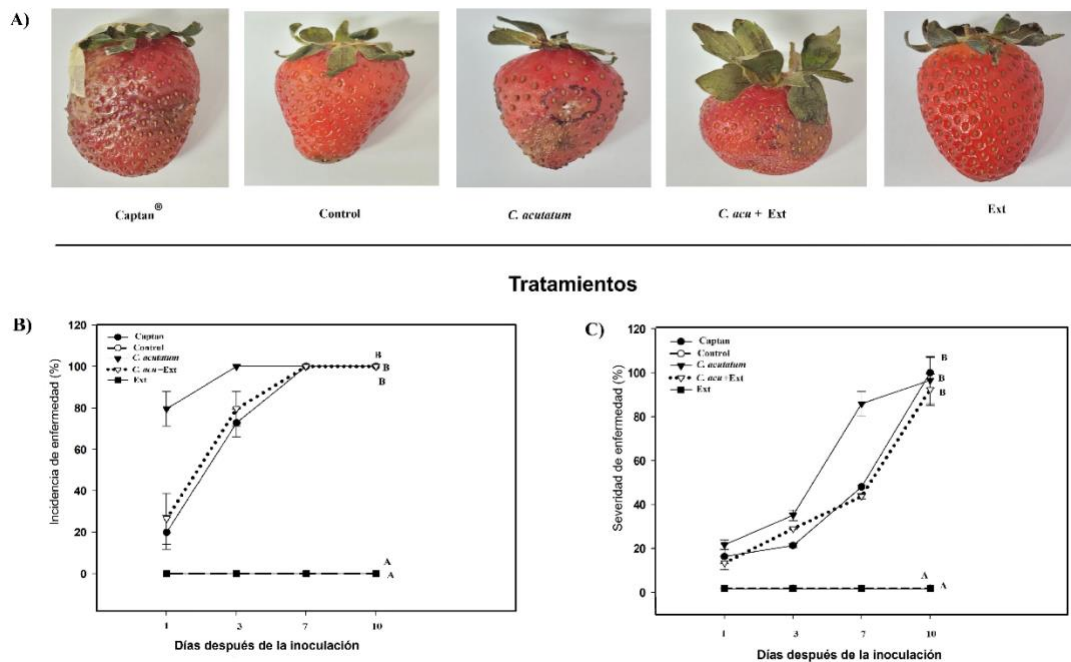 A)
Captan®
Control
C. acutatum
C. acu + Ext
Ext
Tratamientos
B)
120
100
80
60
40
20
0
Incidencia de enfermedad (%)
Captan
Control
C. acutatum
C. acu +Ext
Ext
B
B
B
A
A
1 3 7 10
Días después de la inoculación
C)
120
100
80
60
40
20
0
Severidad de enfermedad (%)
Captan
Control
C. acutatum
C. acu +Ext
Ext
B
B
B
A
A
1 3 7 10
Días después de la inoculación